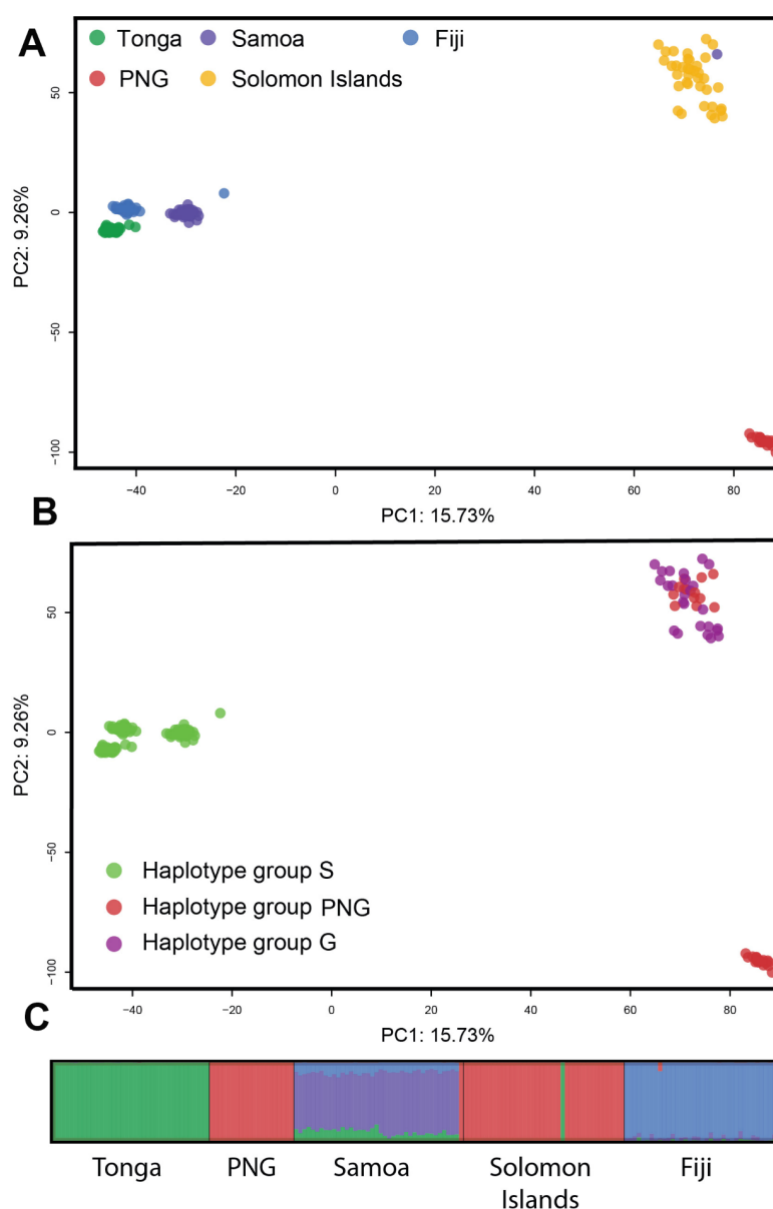 A
Tonga Samoa Fiji
PNG Solomon Islands
50
0
−50
−100
PC2: 9.26%
−40 −20 0 20 40 60 80
PC1: 15.73%
B
50
0
−50
−100
PC2: 9.26%
Haplotype group S
Haplotype group PNG
Haplotype group G
−40 −20 0 20 40 60 80
PC1: 15.73%
C
Tonga PNG Samoa Solomon Fiji
Islands